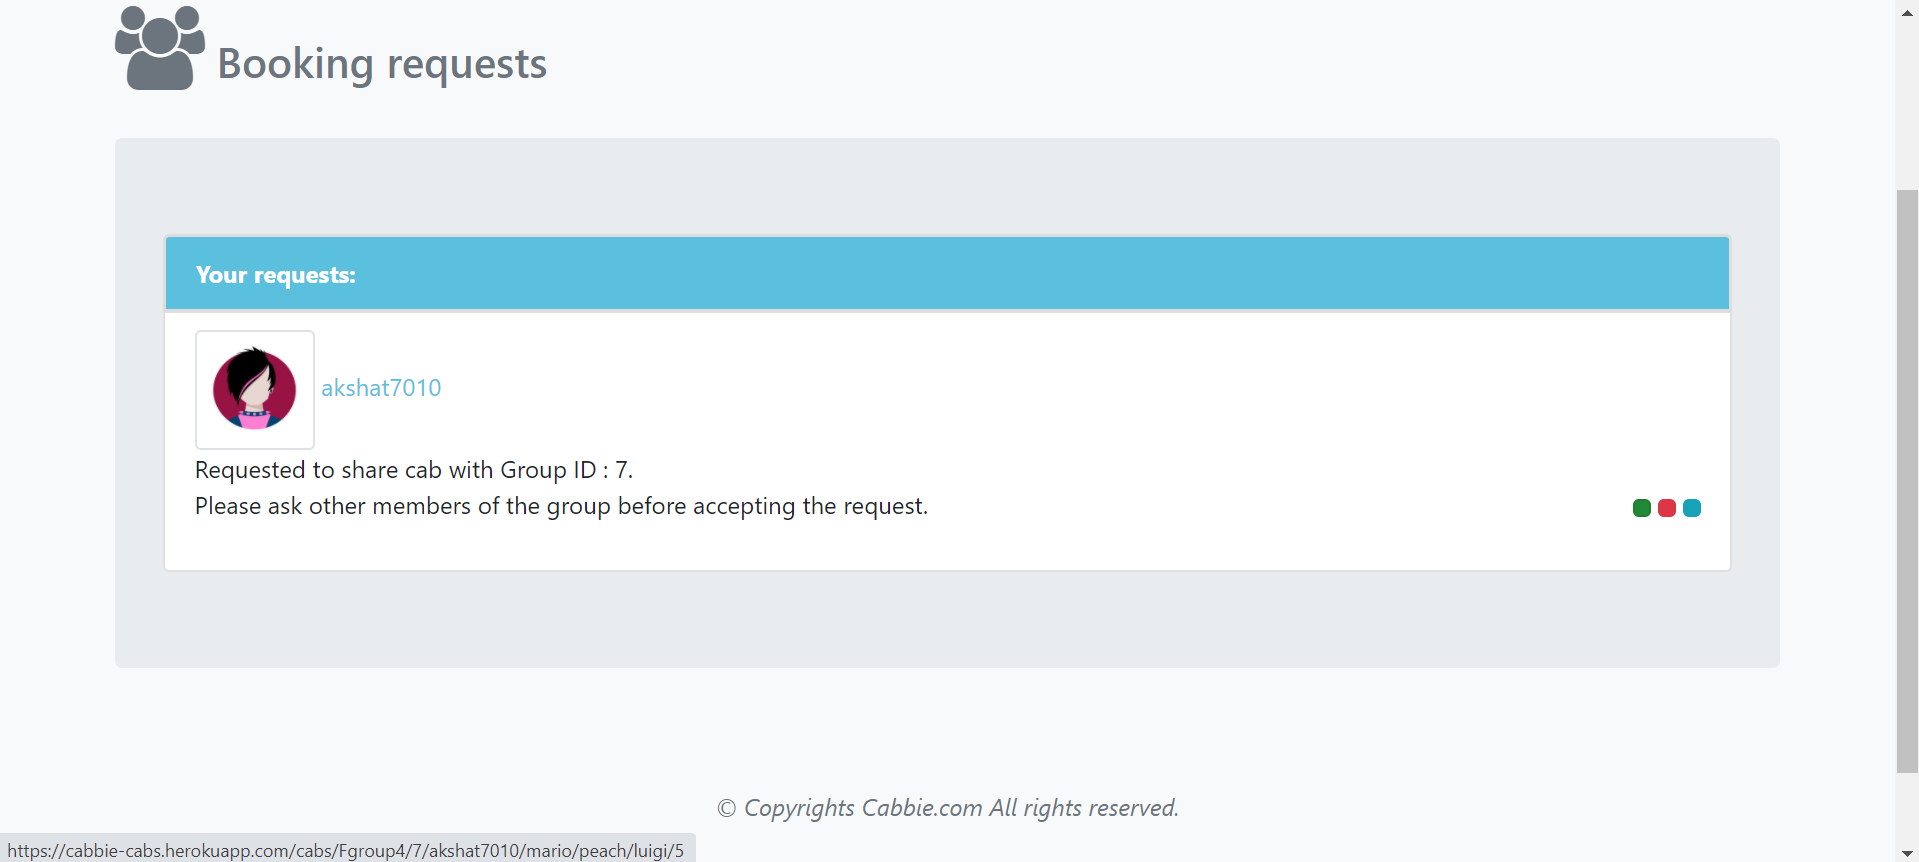 Booking requests
Your requests:
akshat7010
Requested to share cab with Group ID : 7.
Please ask other members of the group before accepting the request.
© Copyrights Cabbie.com All rights reserved.
https://cabbie-cabs.herokuapp.com/cabs/Fgroup4/7/akshat7010/mario/peach/luigi/5